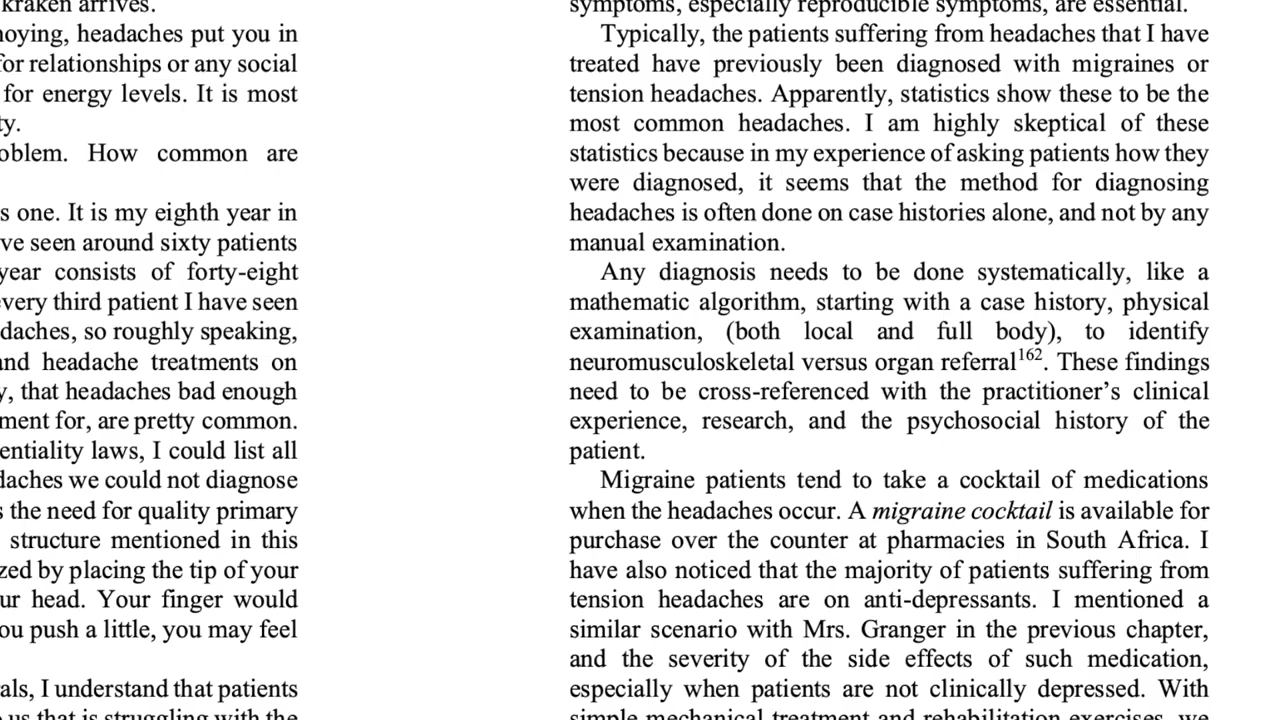 kraken arrives.
noying, headaches put you in
for relationships or any social
for energy levels. It is most
ty.
oblem. How common are
s one. It is my eighth year in
ve seen around sixty patients
year consists of forty-eight
every third patient I have seen
daches, so roughly speaking,
and headache treatments on
y, that headaches bad enough
ment for, are pretty common.
entiality laws, I could list all
daches we could not diagnose
s the need for quality primary
structure mentioned in this
zed by placing the tip of your
ur head. Your finger would
ou push a little, you may feel
als, I understand that patients
us that is struggling with the
symptoms, especially reproducible symptoms, are essential.
Typically, the patients suffering from headaches that I have
treated have previously been diagnosed with migraines or
tension headaches. Apparently, statistics show these to be the
most common headaches. I am highly skeptical of these
statistics because in my experience of asking patients how they
were diagnosed, it seems that the method for diagnosing
headaches is often done on case histories alone, and not by any
manual examination.
Any diagnosis needs to be done systematically, like a
mathematic algorithm, starting with a case history, physical
examination, (both local and full body), to identify
neuromusculoskeletal versus organ referral162. These findings
need to be cross-referenced with the practitioner’s clinical
experience, research, and the psychosocial history of the
patient.
Migraine patients tend to take a cocktail of medications
when the headaches occur. A migraine cocktail is available for
purchase over the counter at pharmacies in South Africa. I
have also noticed that the majority of patients suffering from
tension headaches are on anti-depressants. I mentioned a
similar scenario with Mrs. Granger in the previous chapter,
and the severity of the side effects of such medication,
especially when patients are not clinically depressed. With
simple mechanical treatment and rehabilitation exercises, we